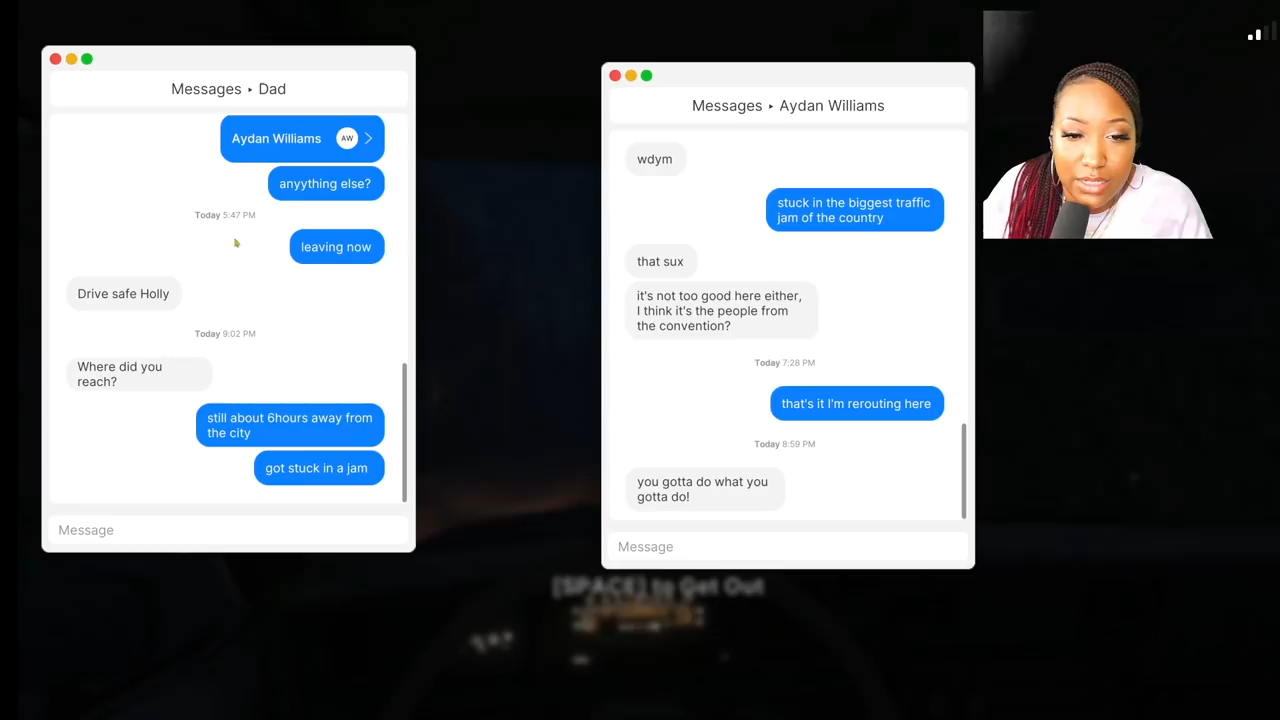 Messages ▸ Dad
Aydan Williams AW
anyything else?
Today 5:47 PM
leaving now
Drive safe Holly
Today 9:02 PM
Where did you
reach?
still about 6hours away from
the city
got stuck in a jam
Message
Messages ▸ Aydan Williams
wdym
stuck in the biggest traffic
jam of the country
that sux
it's not too good here either,
I think it's the people from
the convention?
Today 7:28 PM
that's it I'm rerouting here
Today 8:59 PM
you gotta do what you
gotta do!
Message
[SPACE] to Get Out